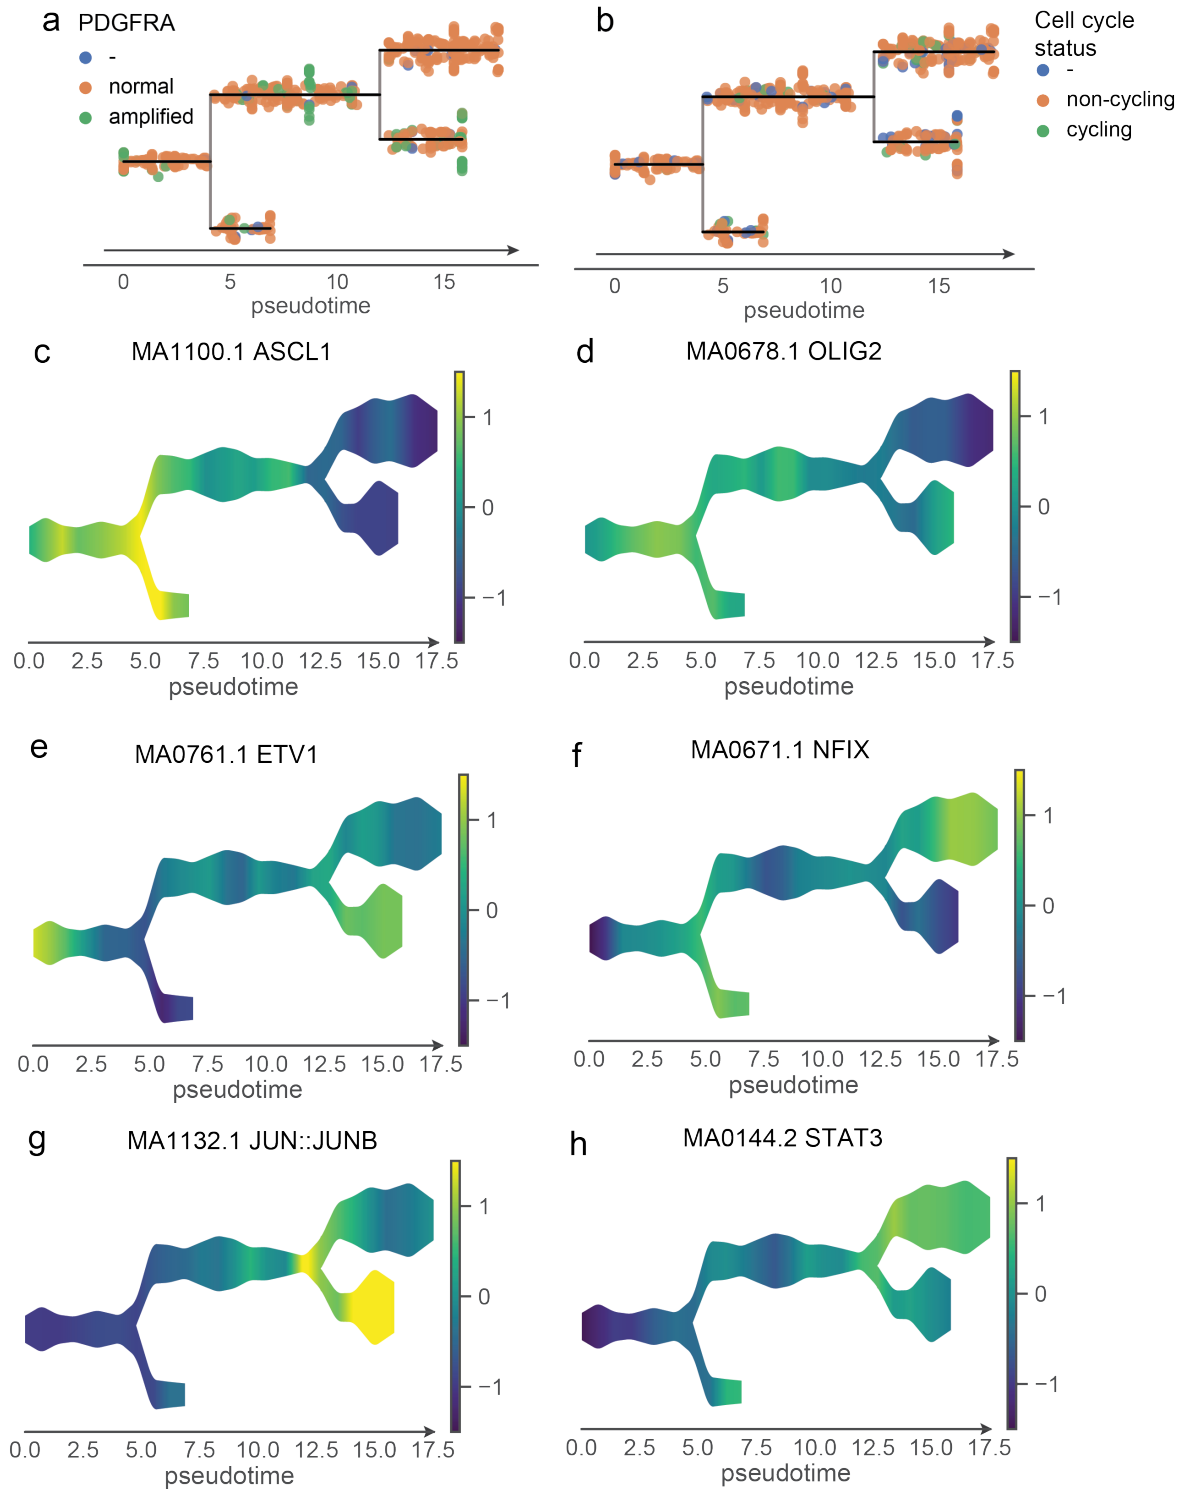 a PDGFRA
-
normal
amplified
0 5 10 15
pseudotime
b
Cell cycle
status
-
non-cycling
cycling
0 5 10 15
pseudotime
c MA1100.1 ASCL1
1
0
−1
0.0 2.5 5.0 7.5 10.0 12.5 15.0 17.5
pseudotime
d MA0678.1 OLIG2
1
0
−1
0.0 2.5 5.0 7.5 10.0 12.5 15.0 17.5
pseudotime
e MA0761.1 ETV1
1
0
−1
0.0 2.5 5.0 7.5 10.0 12.5 15.0 17.5
pseudotime
f MA0671.1 NFIX
1
0
−1
0.0 2.5 5.0 7.5 10.0 12.5 15.0 17.5
pseudotime
g MA1132.1 JUN::JUNB
1
0
−1
0.0 2.5 5.0 7.5 10.0 12.5 15.0 17.5
pseudotime
h MA0144.2 STAT3
1
0
−1
0.0 2.5 5.0 7.5 10.0 12.5 15.0 17.5
pseudotime